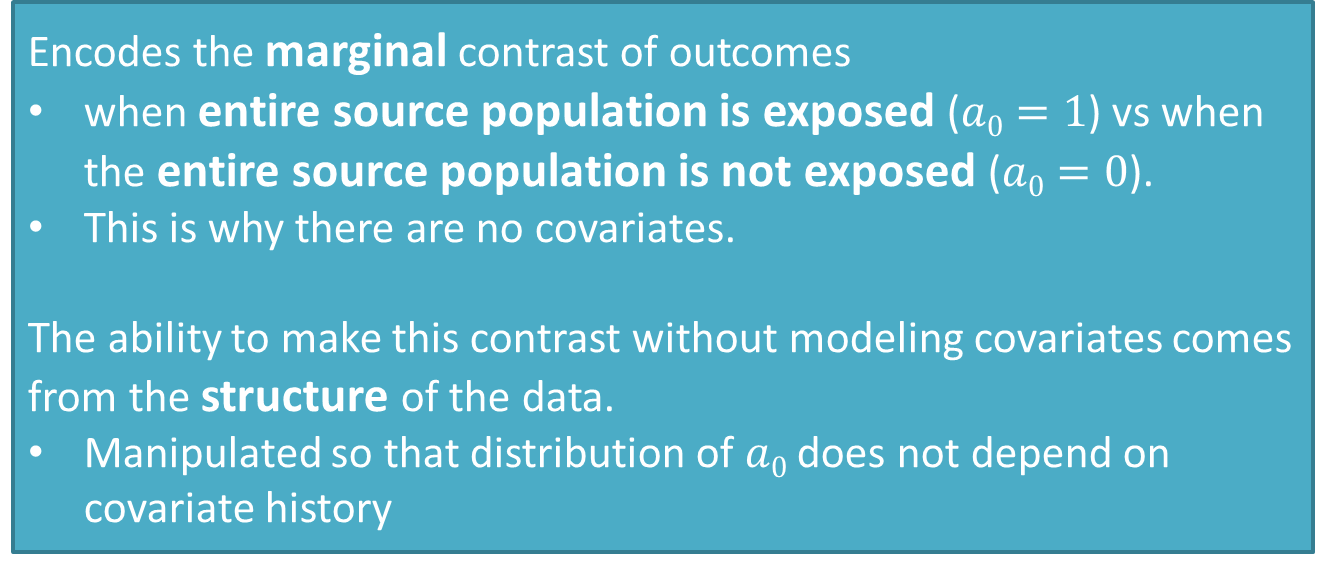 Encodes the marginal contrast of outcomes
• when entire source population is exposed (a₀ = 1) vs when
the entire source population is not exposed (a₀ = 0).
• This is why there are no covariates.
The ability to make this contrast without modeling covariates comes
from the structure of the data.
• Manipulated so that distribution of a₀ does not depend on
covariate history